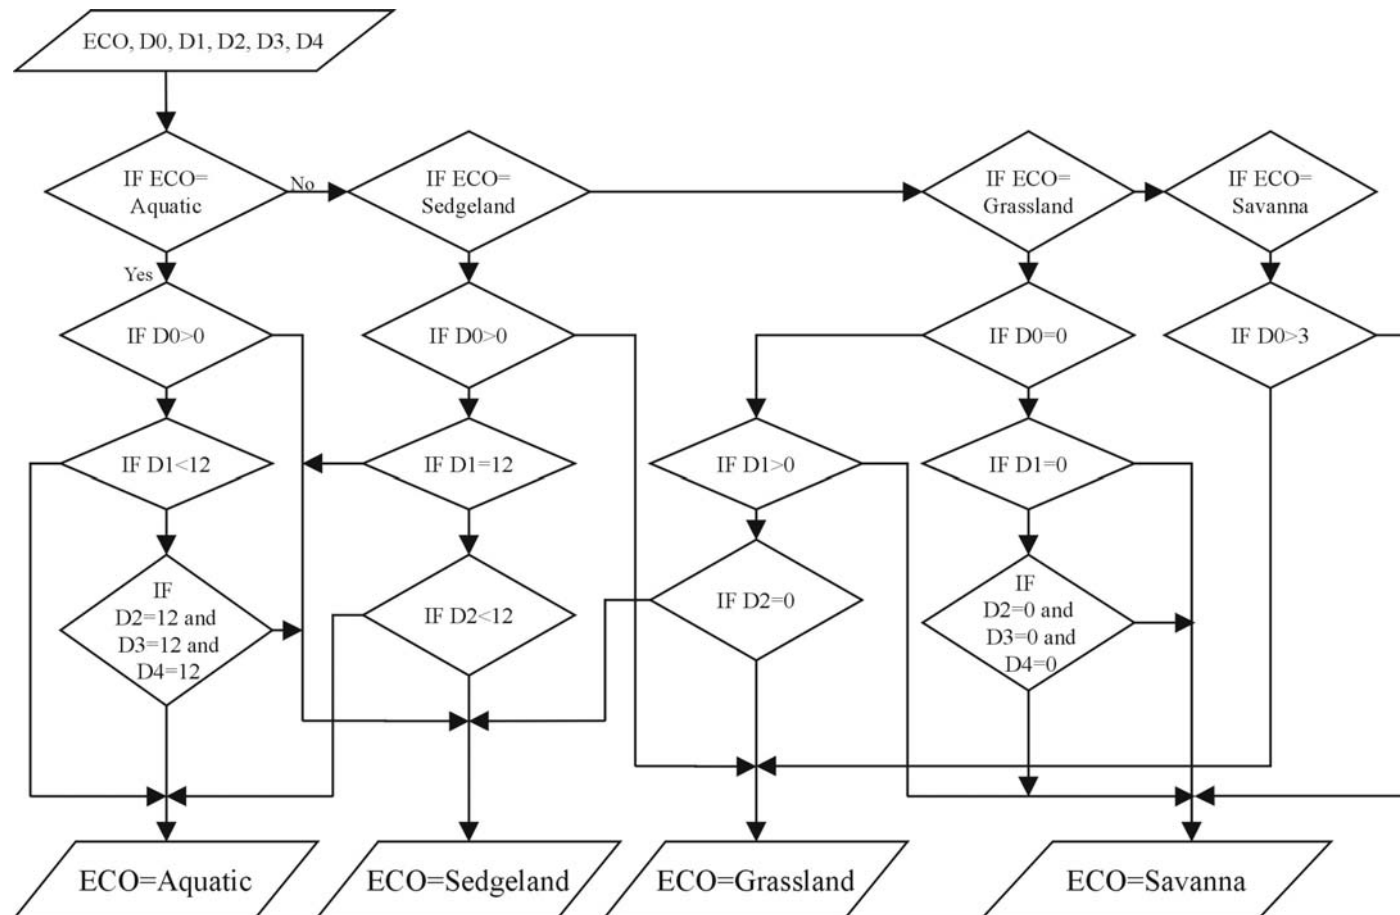 ECO, D0, D1, D2, D3, D4
IF ECO=
Aquatic
No
IF ECO=
Sedgeland
IF ECO=
Grassland
IF ECO=
Savanna
Yes
IF D0>0
IF D0>0
IF D0=0
IF D0>3
IF D1<12
IF D1=12
IF D1>0
IF D1=0
IF
D2=12 and
D3=12 and
D4=12
IF D2<12
IF D2=0
IF
D2=0 and
D3=0 and
D4=0
ECO=Aquatic
ECO=Sedgeland
ECO=Grassland
ECO=Savanna